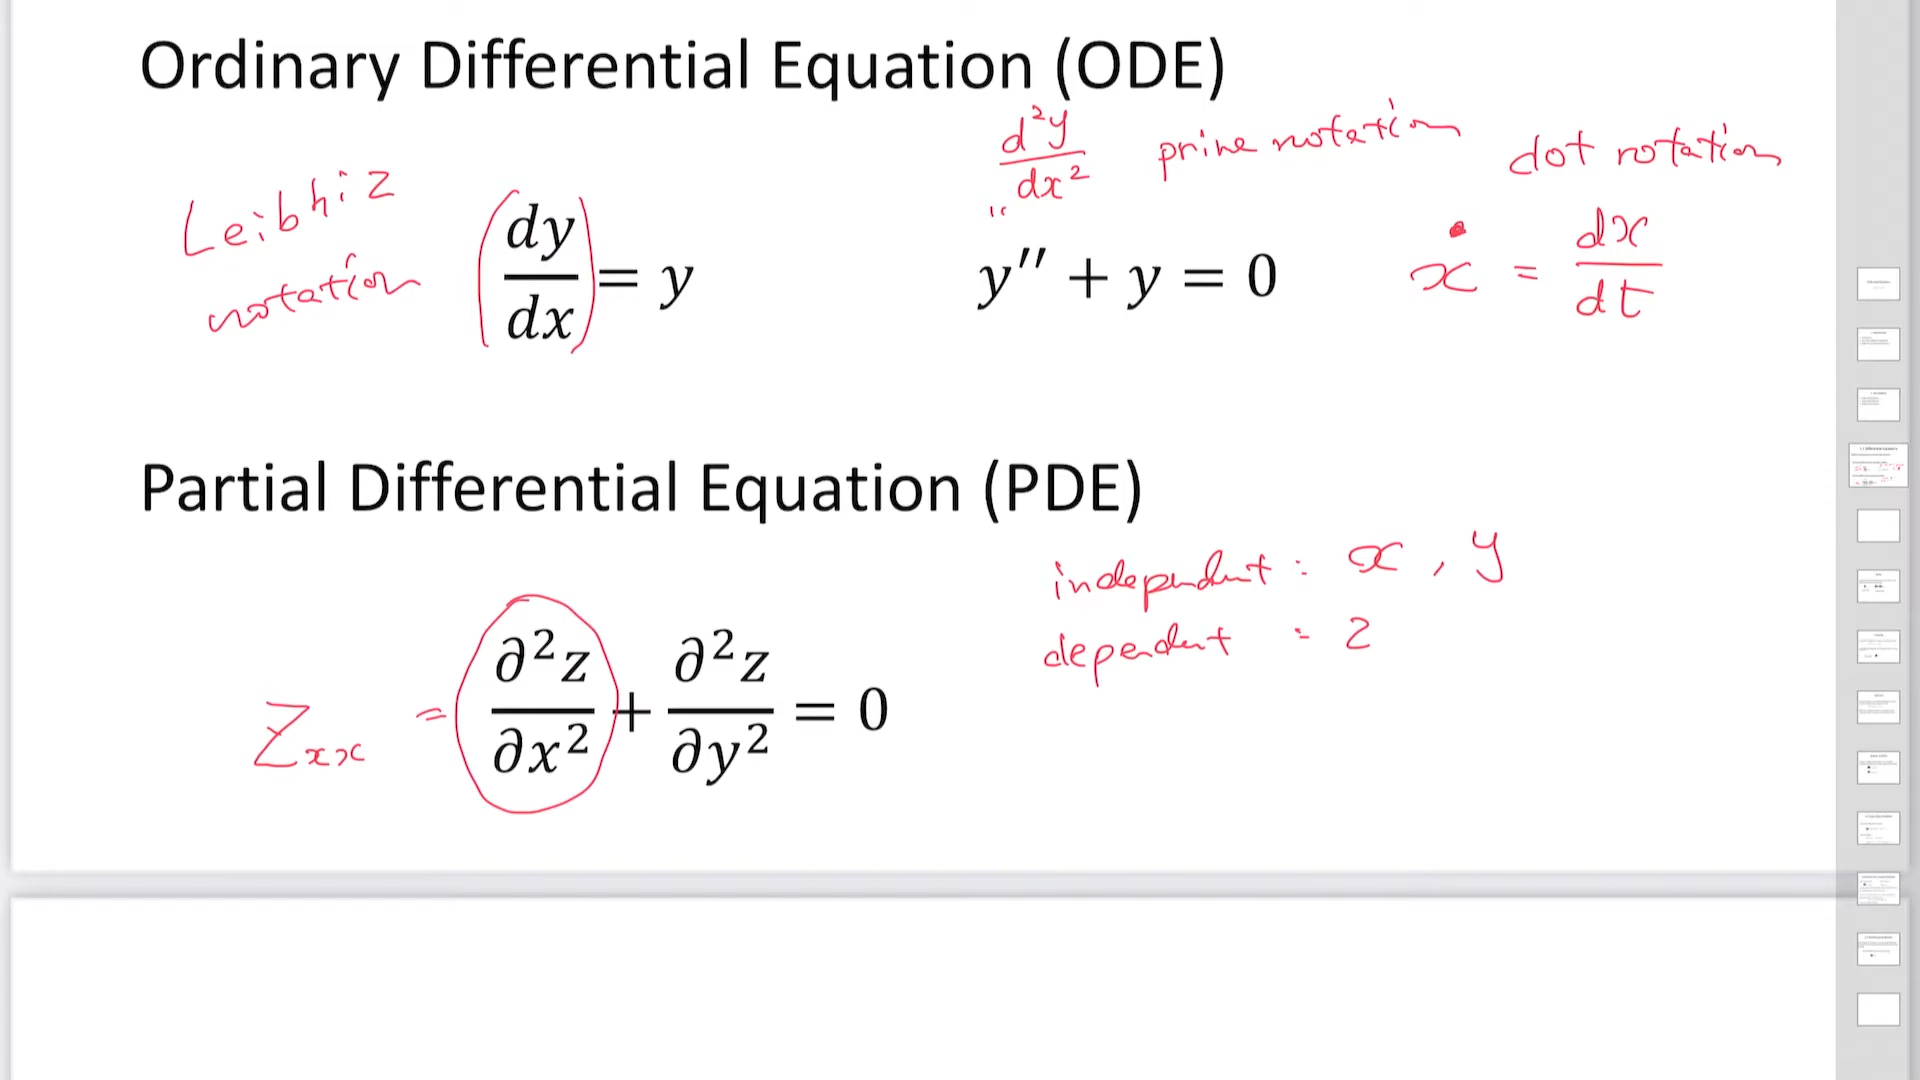 Ordinary Differential Equation (ODE)
Leibniz notation
dy/dx = y
d²y/dx²
"
y″ + y = 0
prime notation
dot notation
ẋ = dx/dt
Partial Differential Equation (PDE)
Zxx = ∂²z/∂x² + ∂²z/∂y² = 0
independent : x , y
dependent : z